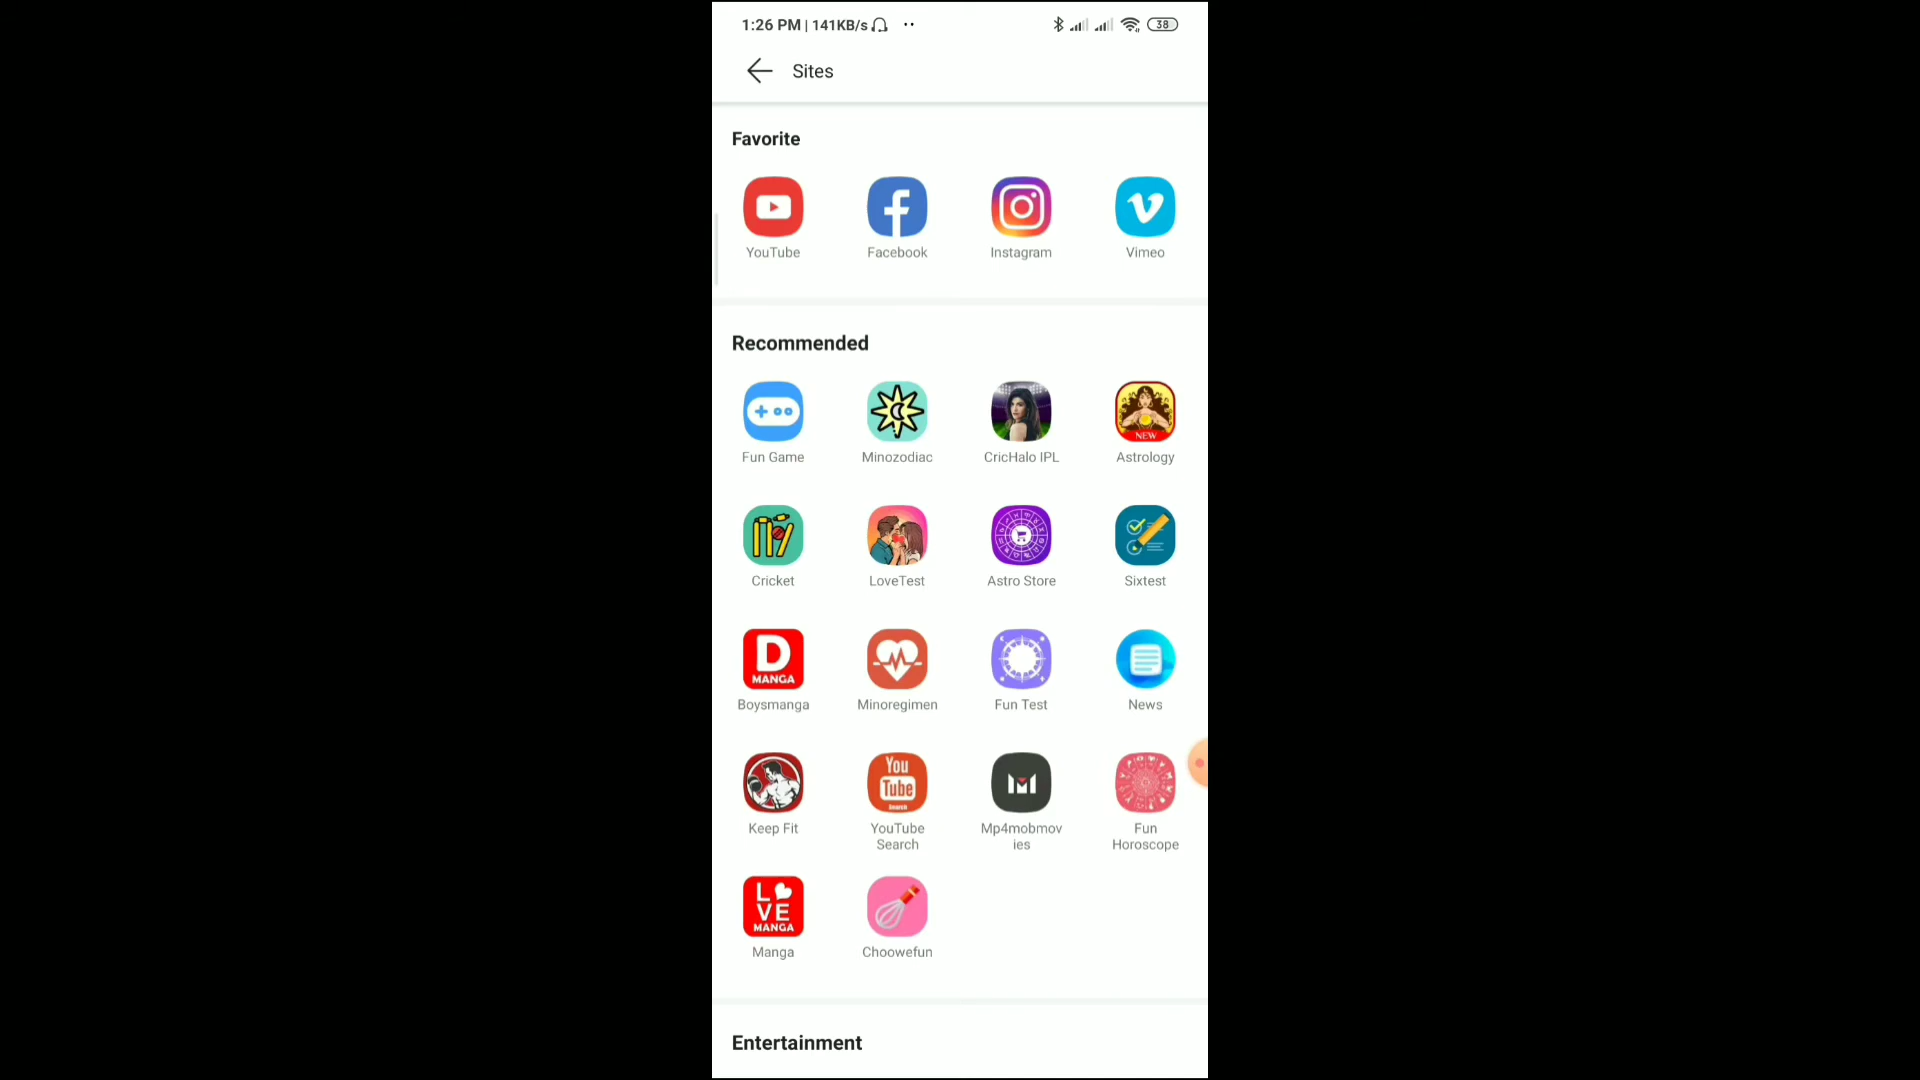 1:26 PM | 141KB/s 38
Sites
Favorite
YouTube Facebook Instagram Vimeo
Recommended
NEW
Fun Game Minozodiac CricHalo IPL Astrology
Cricket LoveTest Astro Store Sixtest
D
MANGA
Boysmanga Minoregimen Fun Test News
You
Tube
Search
Keep Fit YouTube Mp4mobmov Fun
Search ies Horoscope
L VE
MANGA
Manga Choowefun
Entertainment